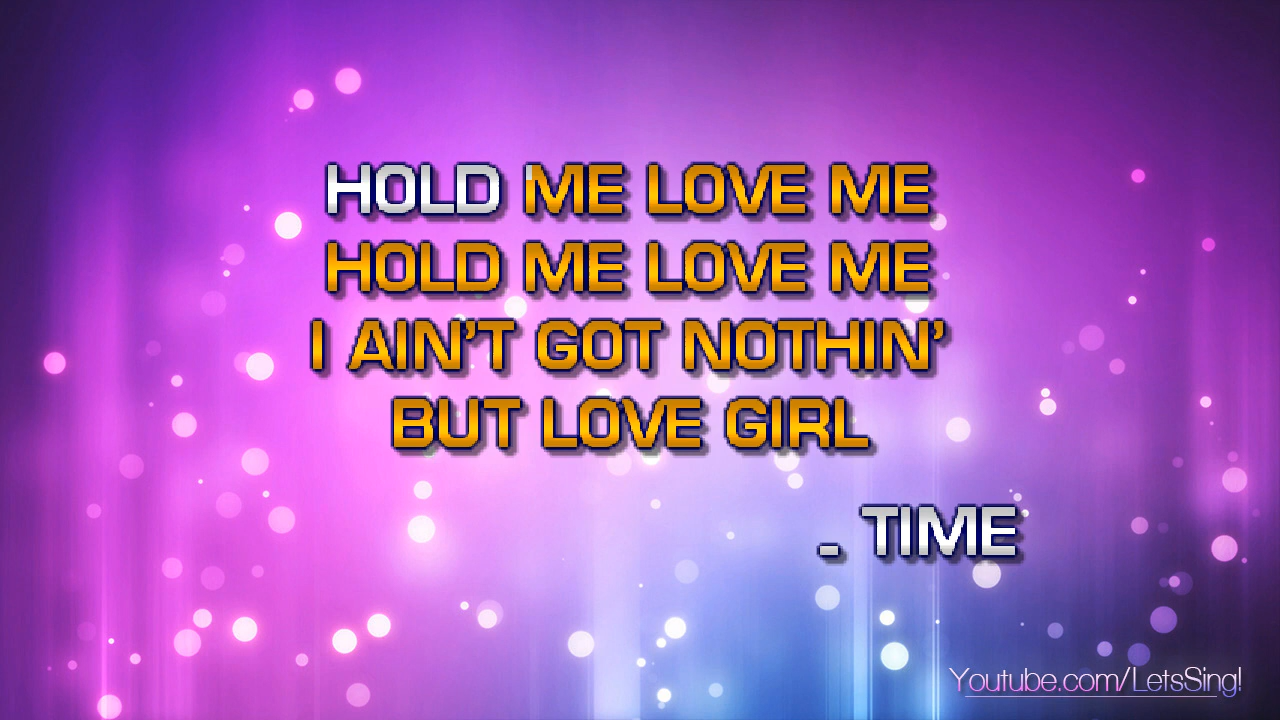 HOLD ME LOVE ME
HOLD ME LOVE ME
I AIN'T GOT NOTHIN'
BUT LOVE GIRL
- TIME
Youtube.com/LetsSing!